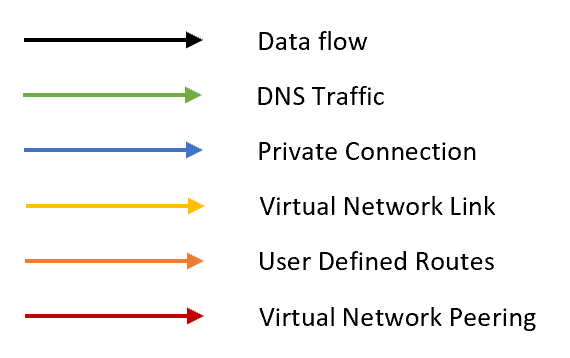 Data flow
DNS Traffic
Private Connection
Virtual Network Link
User Defined Routes
Virtual Network Peering